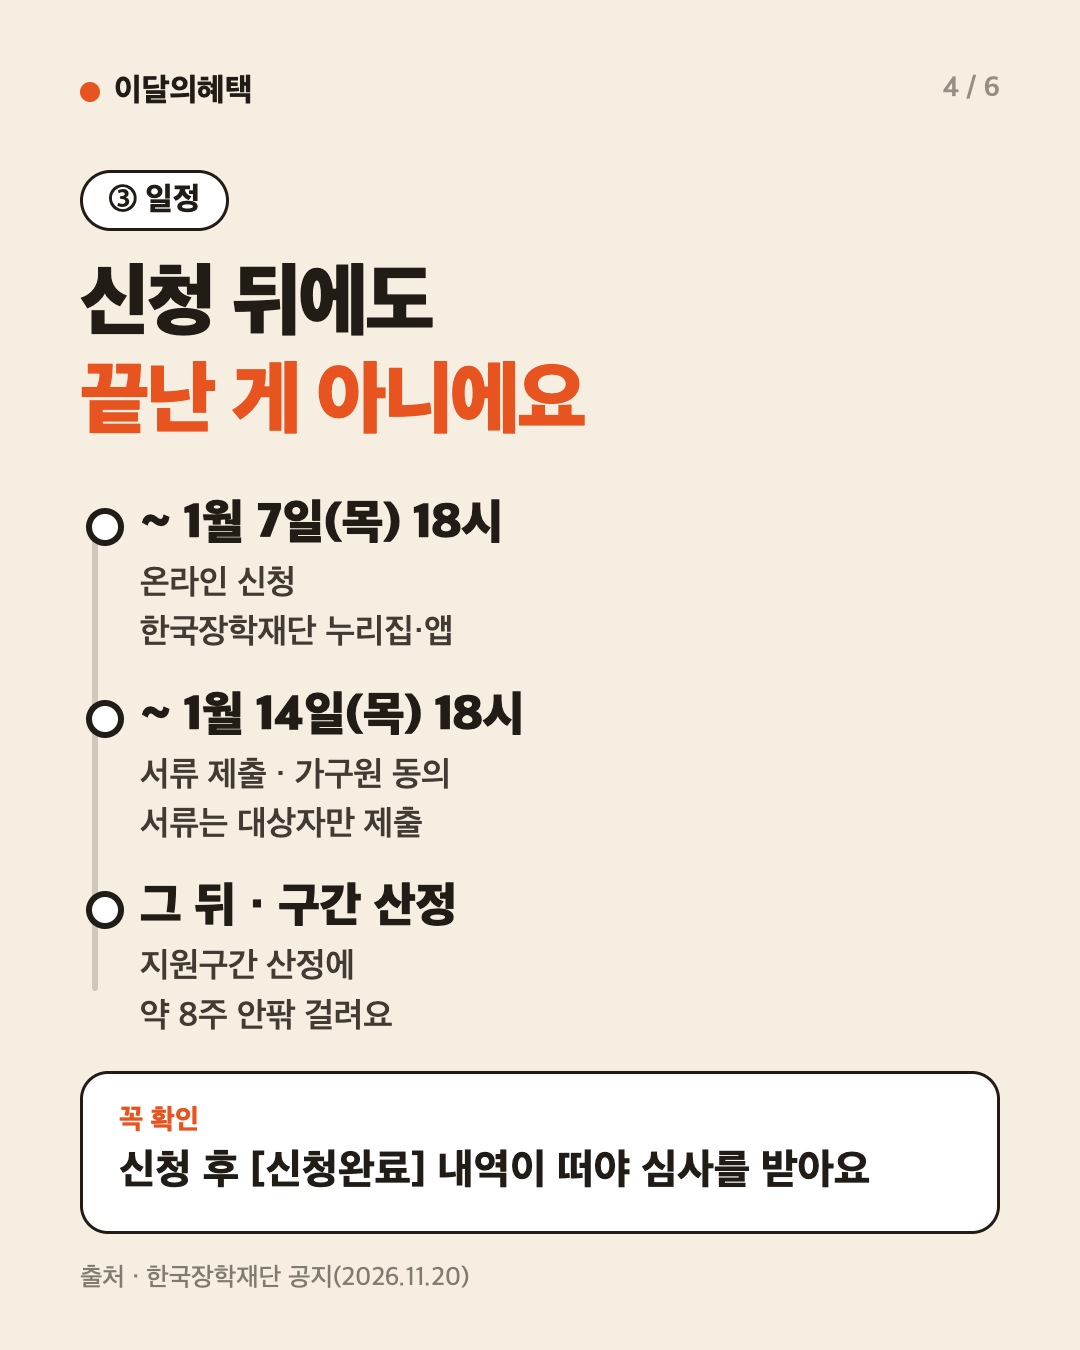 이달의혜택
4 / 6
③ 일정
신청 뒤에도
끝난 게 아니에요
~ 1월 7일(목) 18시
온라인 신청
한국장학재단 누리집·앱
~ 1월 14일(목) 18시
서류 제출 · 가구원 동의
서류는 대상자만 제출
그 뒤 · 구간 산정
지원구간 산정에
약 8주 안팎 걸려요
꼭 확인
신청 후 [신청완료] 내역이 떠야 심사를 받아요
출처 · 한국장학재단 공지(2026.11.20)